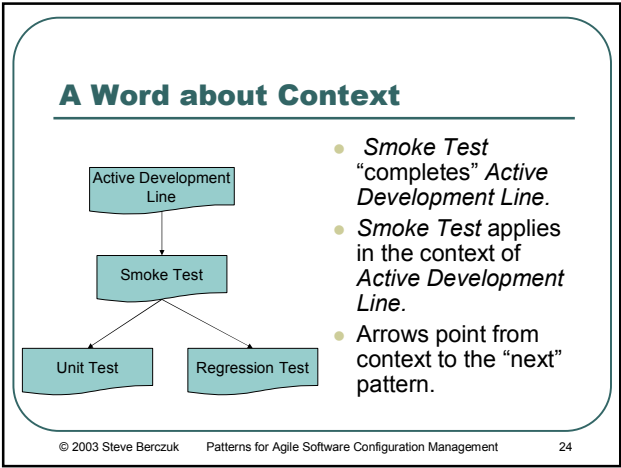 A Word about Context
Active Development
Line
Smoke Test
Unit Test
Regression Test
Smoke Test
“completes” Active
Development Line.
Smoke Test applies
in the context of
Active Development
Line.
Arrows point from
context to the “next”
pattern.
© 2003 Steve Berczuk Patterns for Agile Software Configuration Management 24